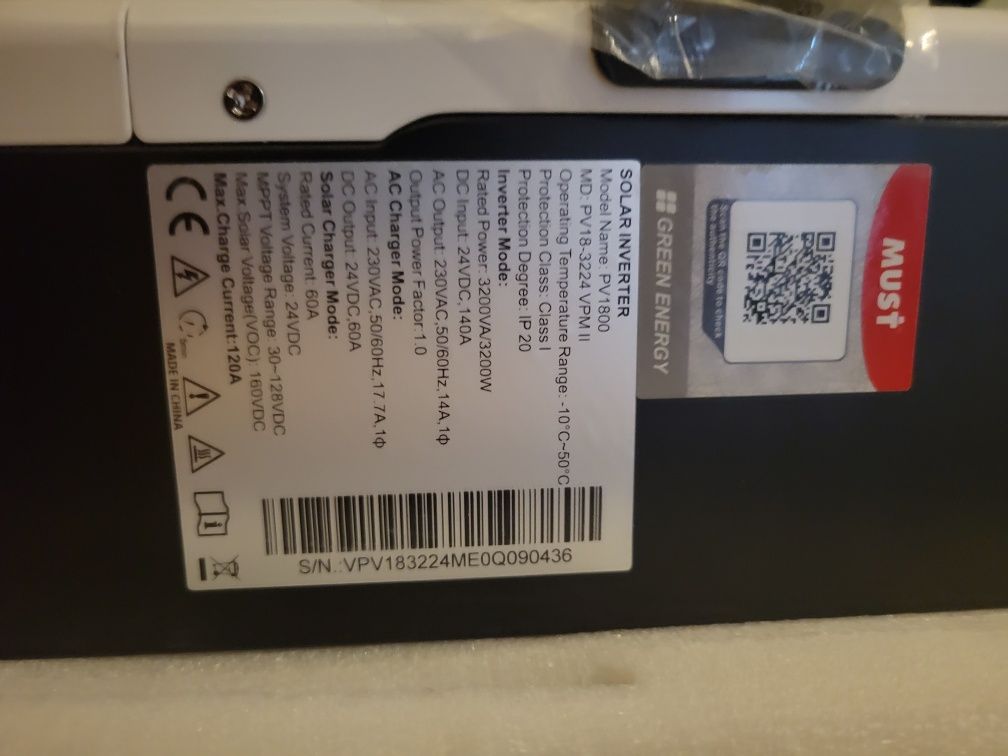 MUST
Scan the QR code to check
the authenticity
GREEN ENERGY
SOLAR INVERTER
Model Name: PV1800
MD: PV18-3224 VPM II
Operating Temperature Range: -10°C~50°C
Protection Class: Class I
Protection Degree: IP 20
Inverter Mode:
Rated Power: 3200VA/3200W
DC Input: 24VDC,140A
AC Output: 230VAC,50/60Hz,14A,1Φ
Output Power Factor:1.0
AC Charger Mode:
AC Input: 230VAC,50/60Hz,17.7A,1Φ
DC Output: 24VDC,60A
Solar Charger Mode:
Rated Current: 60A
System Voltage: 24VDC
MPPT Voltage Range: 30~128VDC
Max.Solar Voltage(VOC): 160VDC
Max.Charge Current:120A
CE
MADE IN CHINA
S/N.:VPV183224ME0Q090436